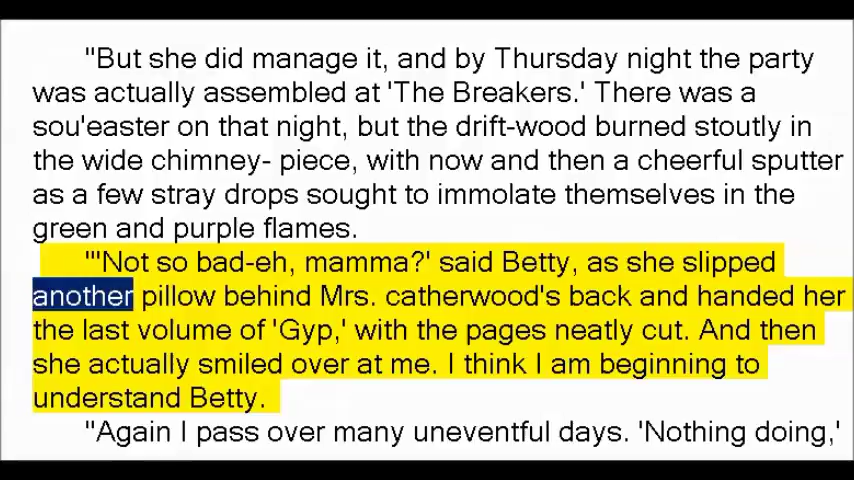 "But she did manage it, and by Thursday night the party
was actually assembled at 'The Breakers.' There was a
sou'easter on that night, but the drift-wood burned stoutly in
the wide chimney- piece, with now and then a cheerful sputter
as a few stray drops sought to immolate themselves in the
green and purple flames.
"'Not so bad-eh, mamma?' said Betty, as she slipped
another pillow behind Mrs. catherwood's back and handed her
the last volume of 'Gyp,' with the pages neatly cut. And then
she actually smiled over at me. I think I am beginning to
understand Betty.
"Again I pass over many uneventful days. 'Nothing doing,'